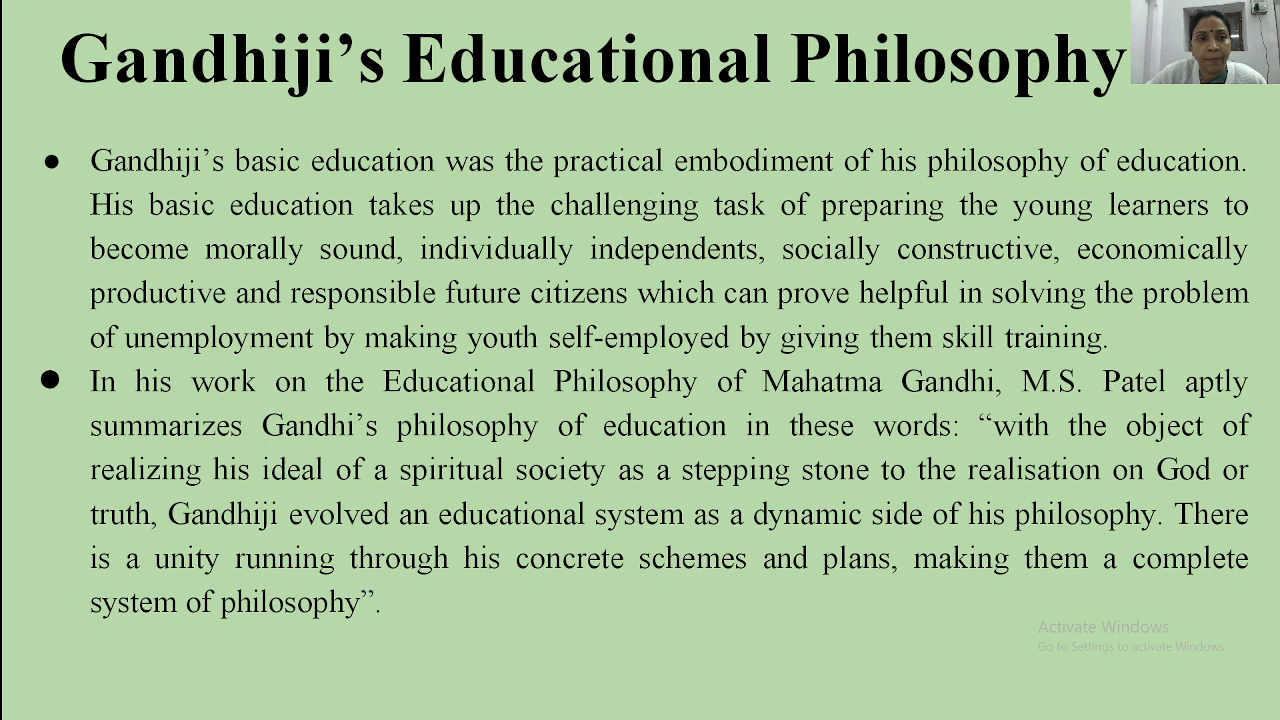 Gandhiji’s Educational Philosophy
● Gandhiji’s basic education was the practical embodiment of his philosophy of education.
His basic education takes up the challenging task of preparing the young learners to
become morally sound, individually independents, socially constructive, economically
productive and responsible future citizens which can prove helpful in solving the problem
of unemployment by making youth self-employed by giving them skill training.
● In his work on the Educational Philosophy of Mahatma Gandhi, M.S. Patel aptly
summarizes Gandhi’s philosophy of education in these words: “with the object of
realizing his ideal of a spiritual society as a stepping stone to the realisation on God or
truth, Gandhiji evolved an educational system as a dynamic side of his philosophy. There
is a unity running through his concrete schemes and plans, making them a complete
system of philosophy”.
Activate Windows
Go to Settings to activate Windows.